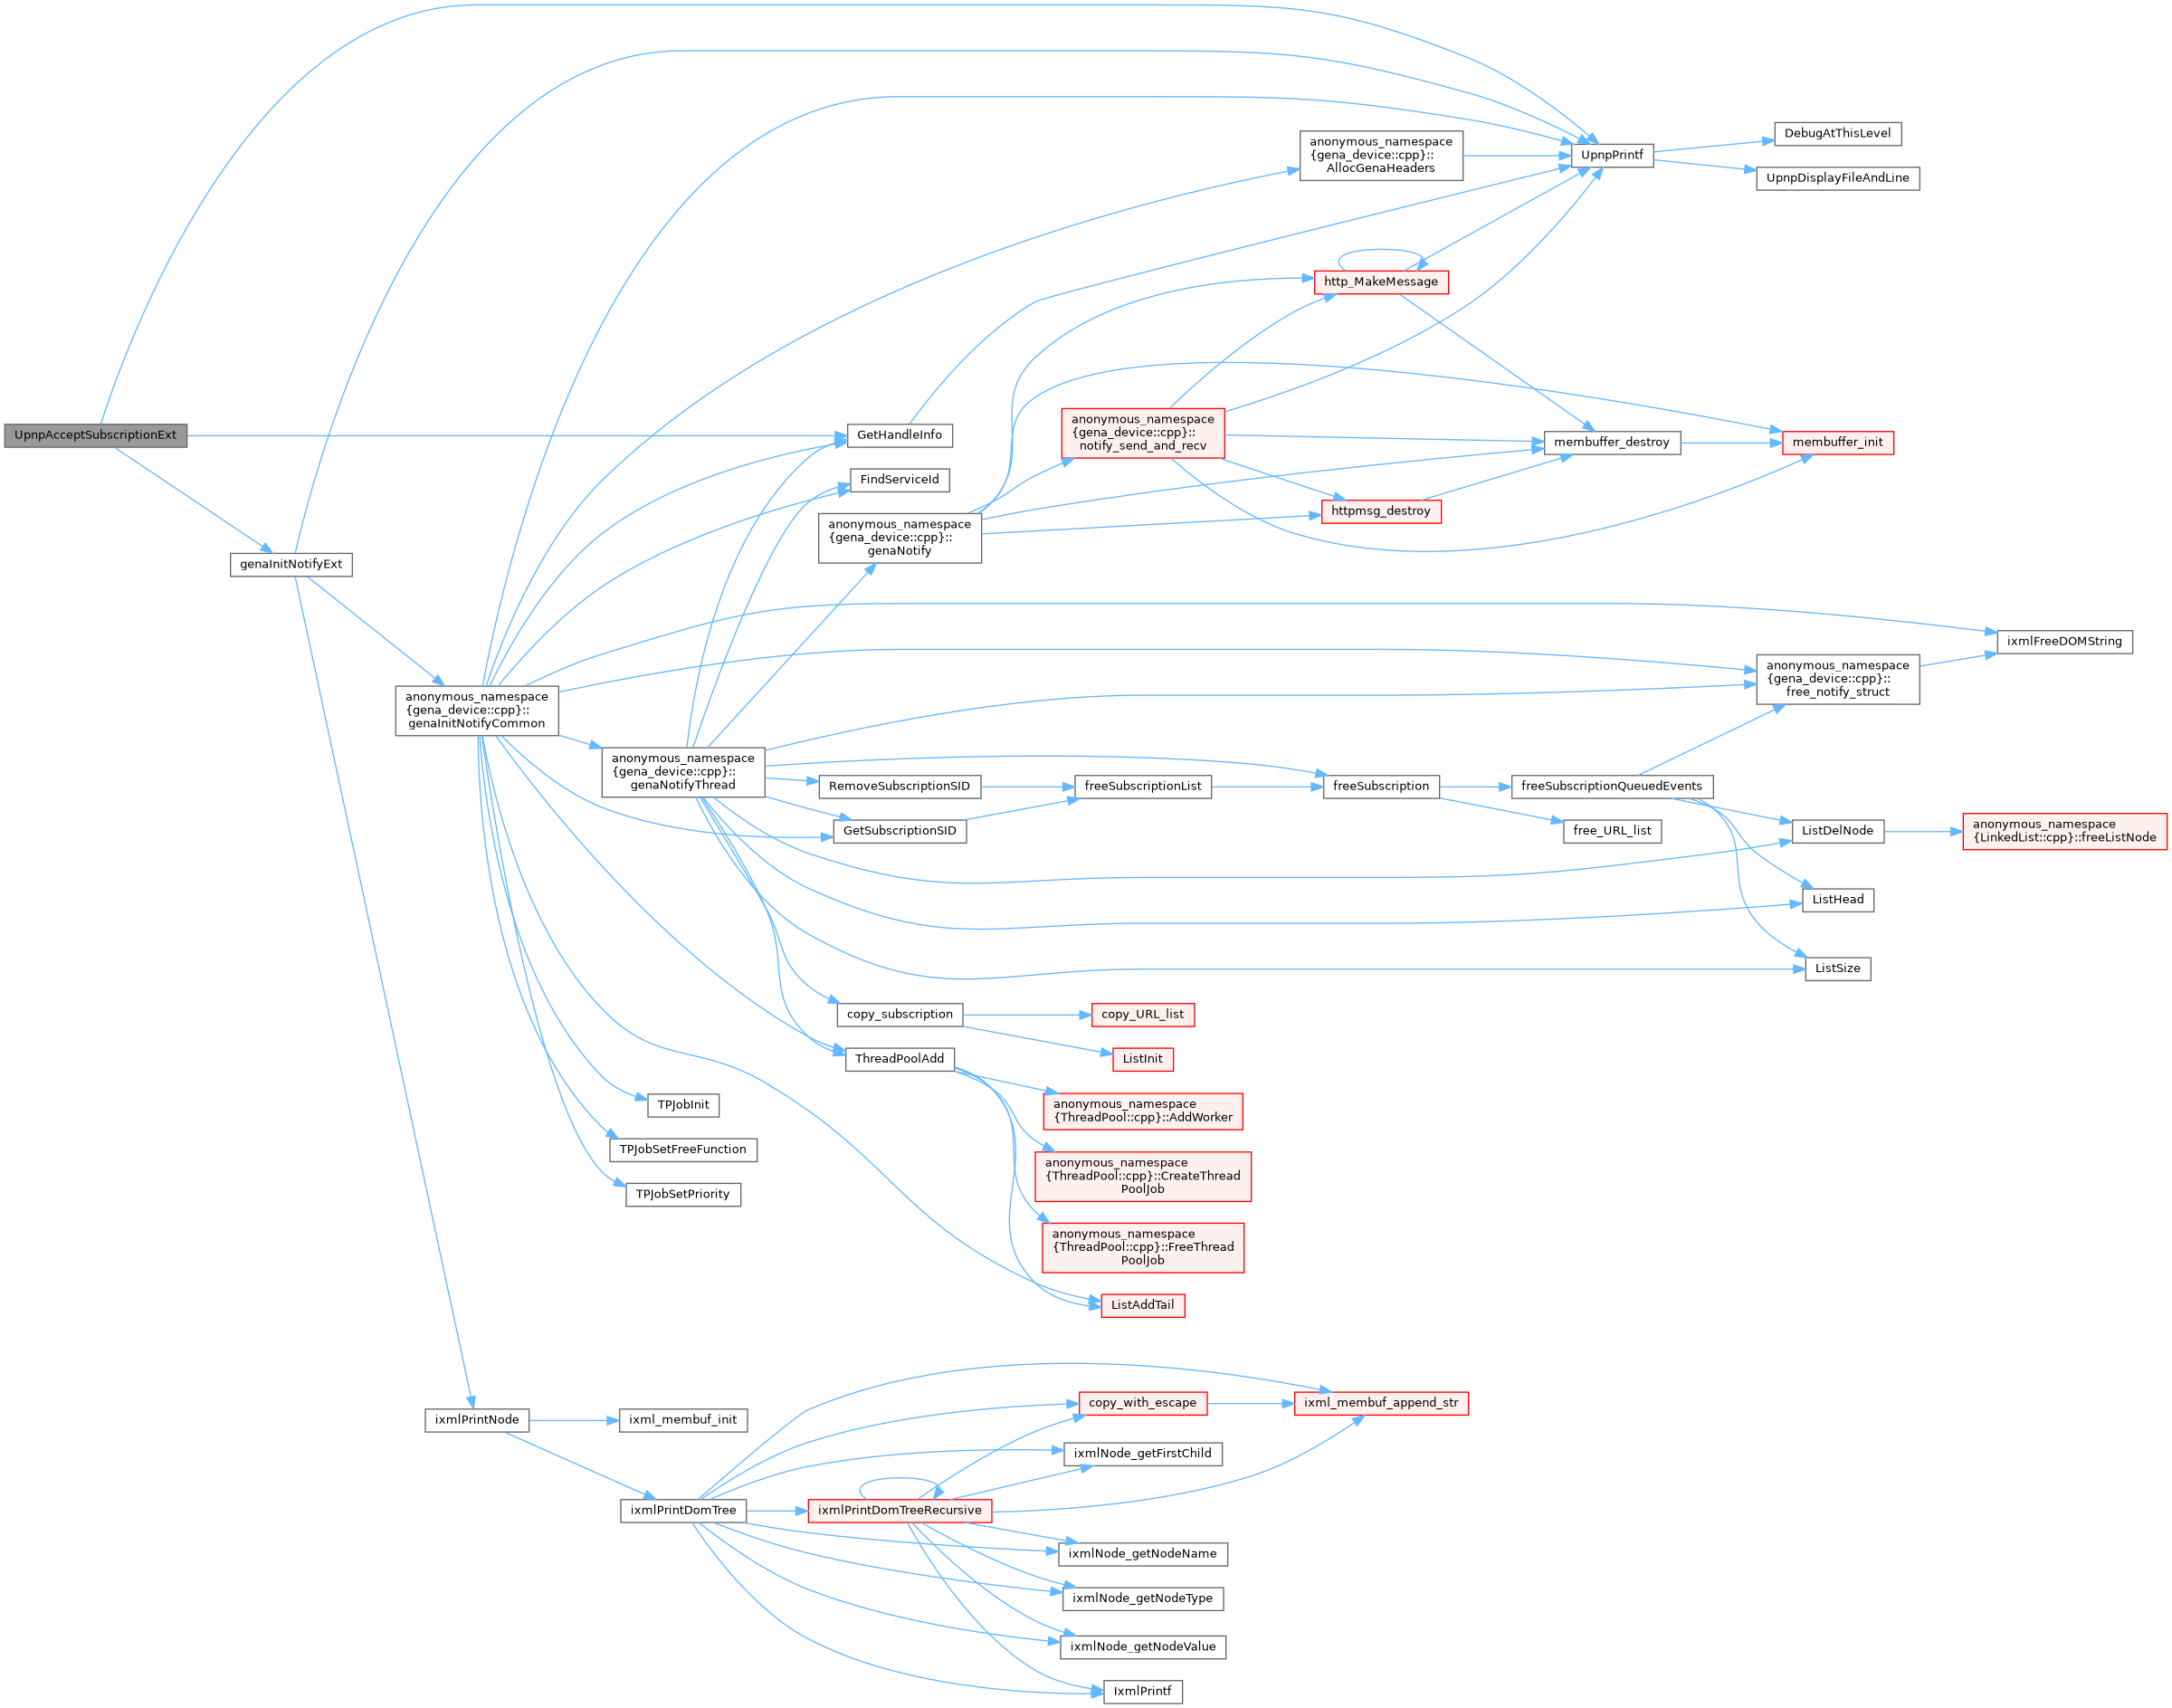 UpnpAcceptSubscriptionExt
genaInitNotifyExt
anonymous_namespace
{gena_device::cpp}::
genaInitNotifyCommon
anonymous_namespace
{gena_device::cpp}::
genaNotifyThread
GetHandleInfo
FindServiceId
anonymous_namespace
{gena_device::cpp}::
genaNotify
RemoveSubscriptionSID
GetSubscriptionSID
copy_subscription
ThreadPoolAdd
TPJobInit
TPJobSetFreeFunction
TPJobSetPriority
anonymous_namespace
{gena_device::cpp}::
AllocGenaHeaders
UpnpPrintf
DebugAtThisLevel
UpnpDisplayFileAndLine
http_MakeMessage
anonymous_namespace
{gena_device::cpp}::
notify_send_and_recv
membuffer_destroy
membuffer_init
httpmsg_destroy
ixmlFreeDOMString
anonymous_namespace
{gena_device::cpp}::
free_notify_struct
freeSubscriptionList
freeSubscription
freeSubscriptionQueuedEvents
free_URL_list
ListDelNode
anonymous_namespace
{LinkedList::cpp}::freeListNode
ListHead
ListSize
copy_URL_list
ListInit
anonymous_namespace
{ThreadPool::cpp}::AddWorker
anonymous_namespace
{ThreadPool::cpp}::CreateThread
PoolJob
anonymous_namespace
{ThreadPool::cpp}::FreeThread
PoolJob
ListAddTail
ixmlPrintNode
ixml_membuf_init
ixmlPrintDomTree
ixmlPrintDomTreeRecursive
copy_with_escape
ixml_membuf_append_str
ixmlNode_getFirstChild
ixmlNode_getNodeName
ixmlNode_getNodeType
ixmlNode_getNodeValue
IxmlPrintf